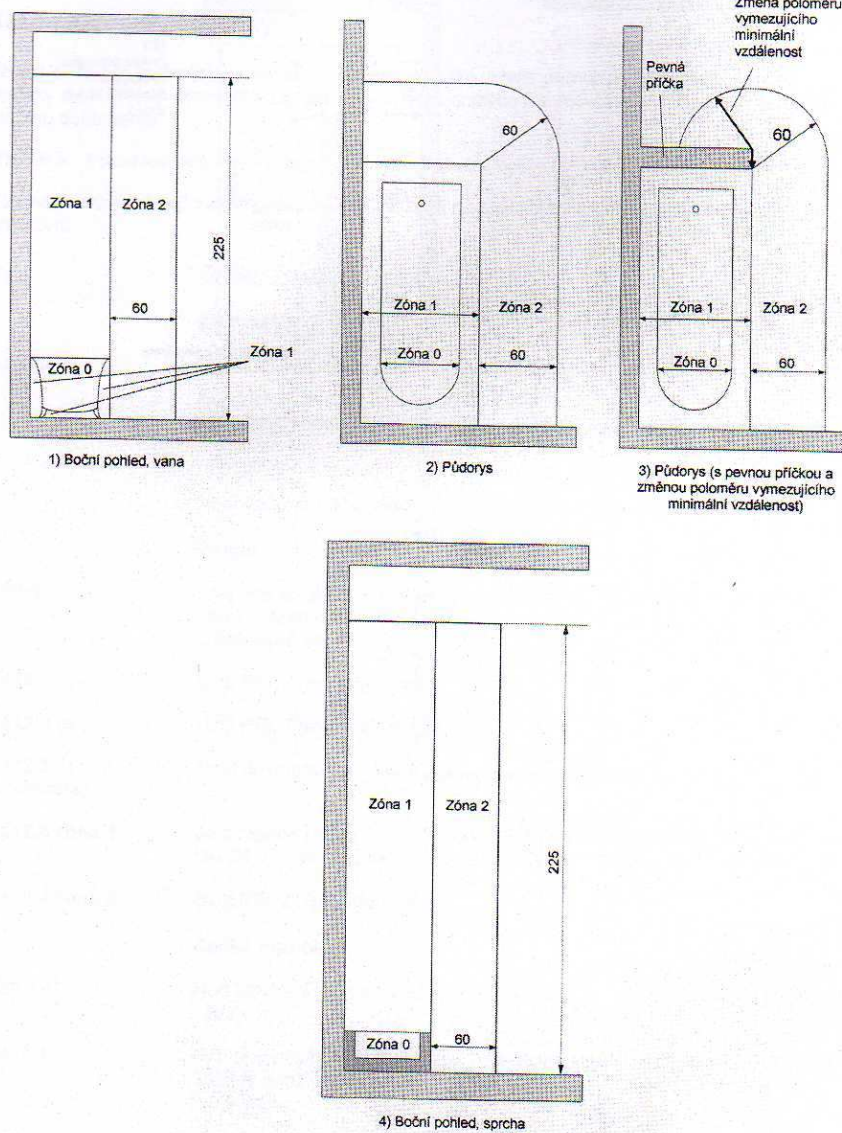 Zóna 1
Zóna 2
225
60
Zóna 0
Zóna 1
1) Boční pohled, vana
60
Zóna 1
Zóna 2
Zóna 0
60
2) Půdorys
Změna poloměru
vymezujícího
minimální
vzdálenost
Pevná
příčka
60
Zóna 1
Zóna 2
Zóna 0
60
3) Půdorys (s pevnou příčkou a
změnou poloměru vymezujícího
minimální vzdálenost)
Zóna 1
Zóna 2
225
Zóna 0
60
4) Boční pohled, sprcha